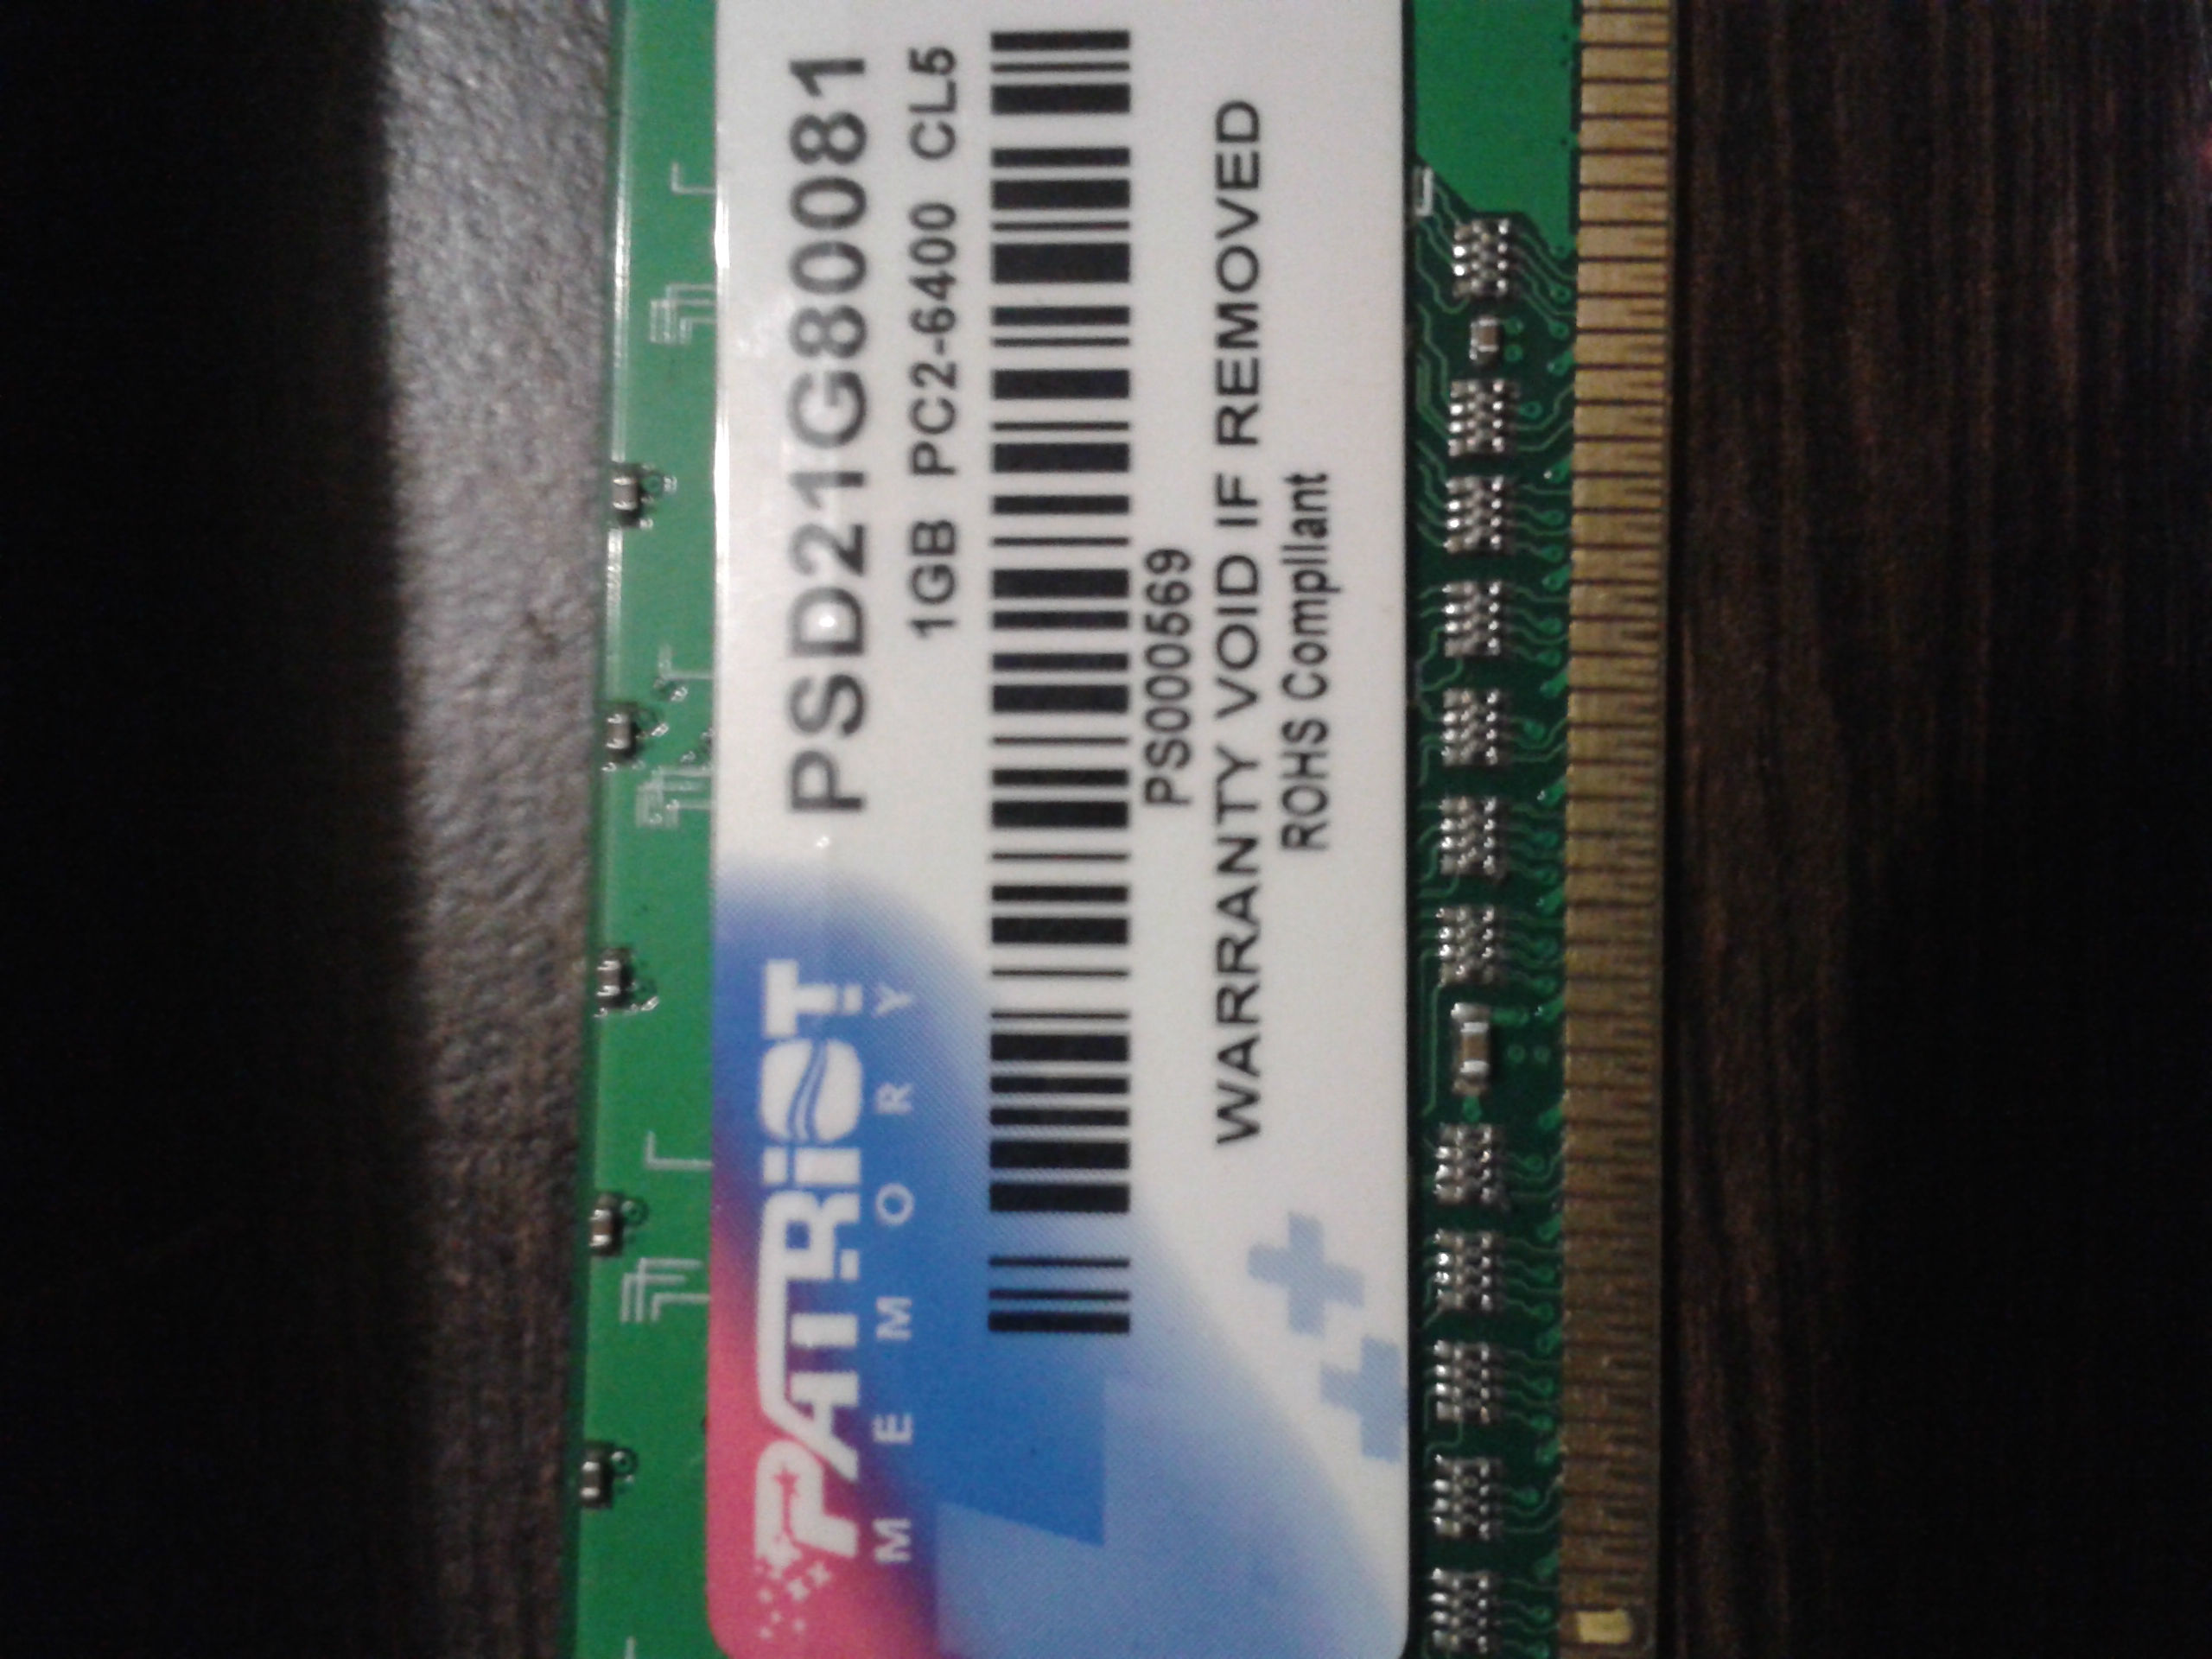 PATRiOT
MEMORY
PSD21G80081
1GB PC2-6400 CL5
PS000569
WARRANTY VOID IF REMOVED
ROHS Compliant